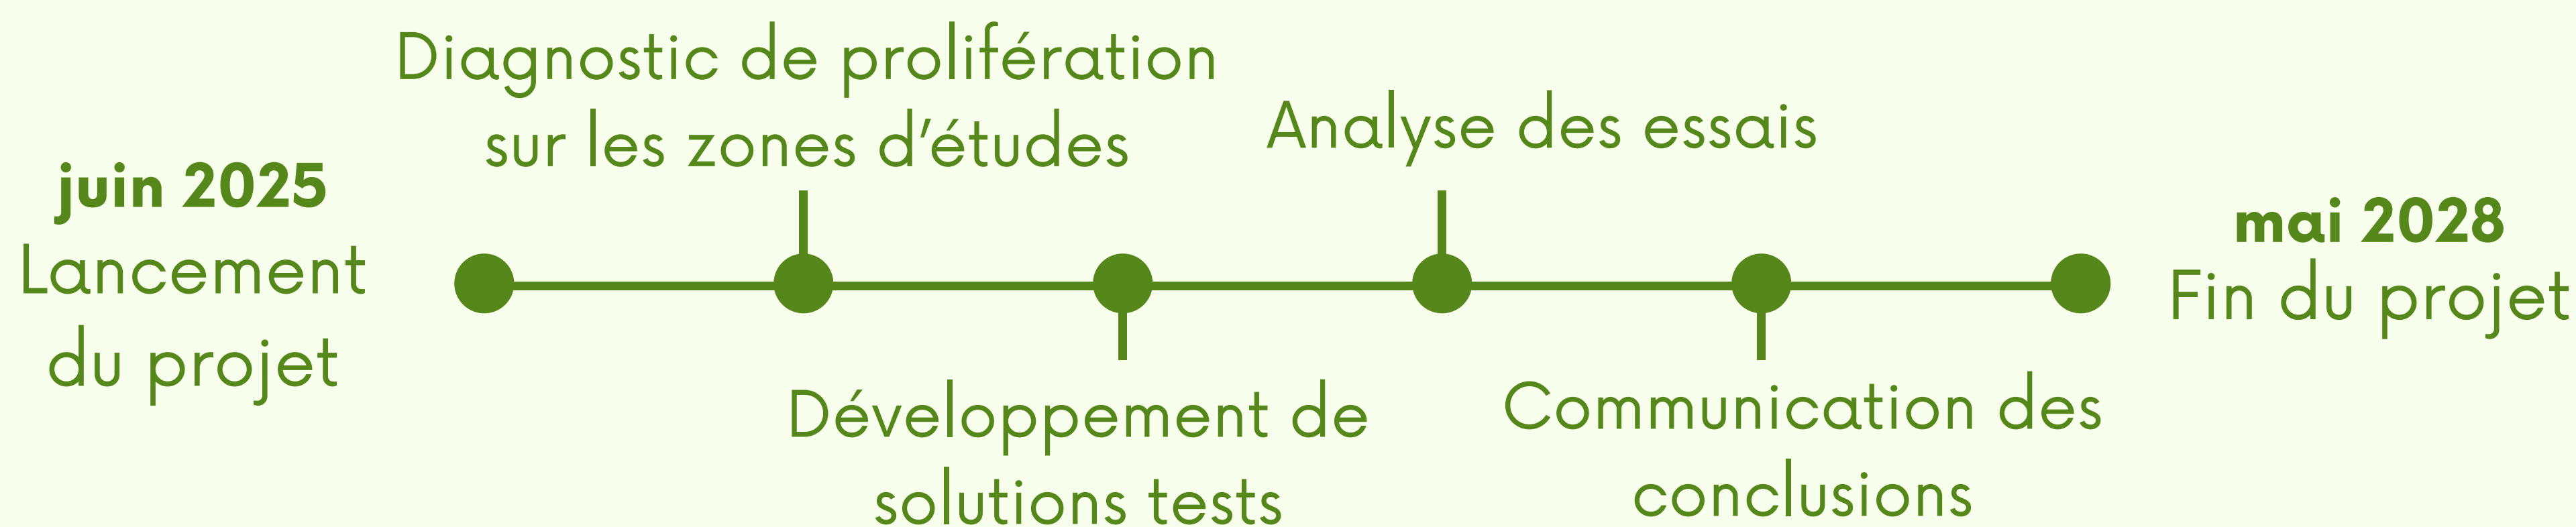 juin 2025
Lancement
du projet
Diagnostic de prolifération
sur les zones d'études
Développement de
solutions tests
Analyse des essais
Communication des
conclusions
mai 2028
Fin du projet